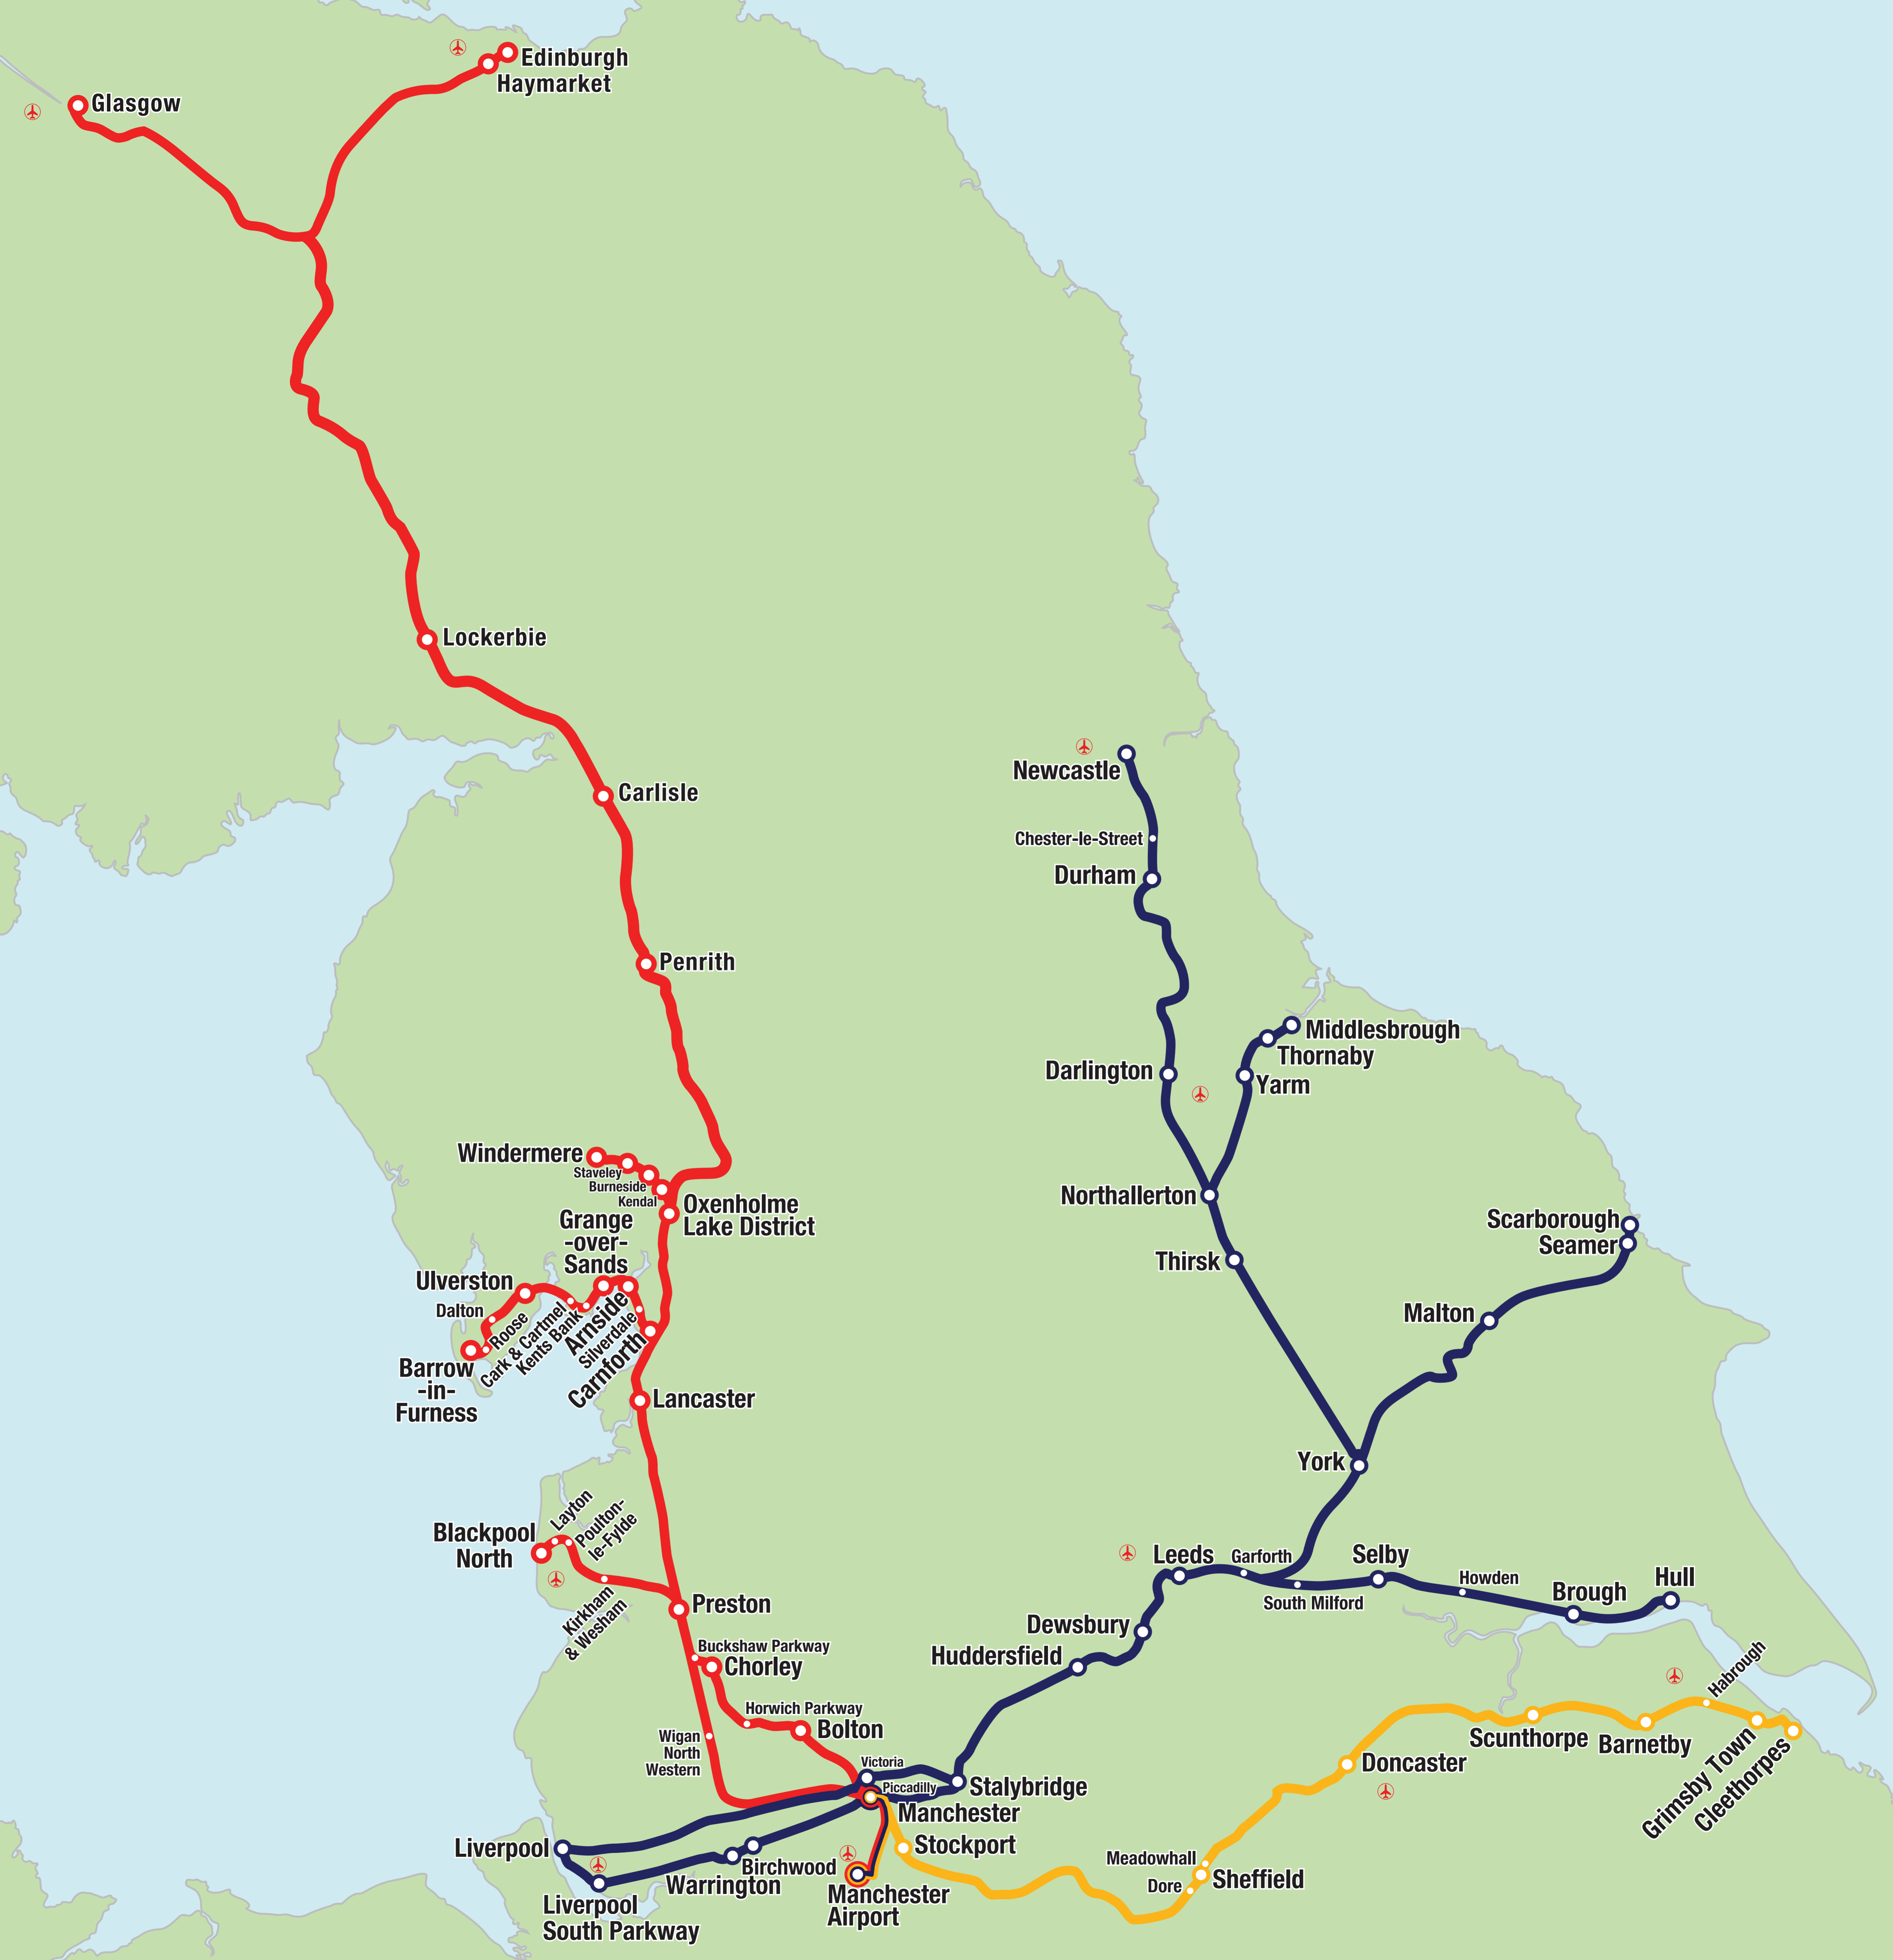 Edinburgh
Haymarket
Glasgow
Lockerbie
Newcastle
Carlisle
Chester-le-Street
Durham
Penrith
Middlesbrough
Thornaby
Darlington
Yarm
Windermere
Staveley
Burneside
Kendal
Oxenholme
Lake District
Northallerton
Grange
-over-
Sands
Scarborough
Seamer
Thirsk
Ulverston
Dalton
Roose
Cark & Cartmel
Kents Bank
Arnside
Silverdale
Carnforth
Malton
Barrow
-in-
Furness
Lancaster
York
Layton
Poulton-
le-Fylde
Blackpool
North
Kirkham
& Wesham
Leeds
Garforth
Selby
Howden
South Milford
Brough
Hull
Preston
Dewsbury
Huddersfield
Buckshaw Parkway
Chorley
Horwich Parkway
Bolton
Habrough
Wigan
North
Western
Scunthorpe
Barnetby
Grimsby Town
Cleethorpes
Victoria
Piccadilly
Stalybridge
Manchester
Doncaster
Liverpool
Stockport
Birchwood
Warrington
Meadowhall
Sheffield
Dore
Manchester
Airport
Liverpool
South Parkway